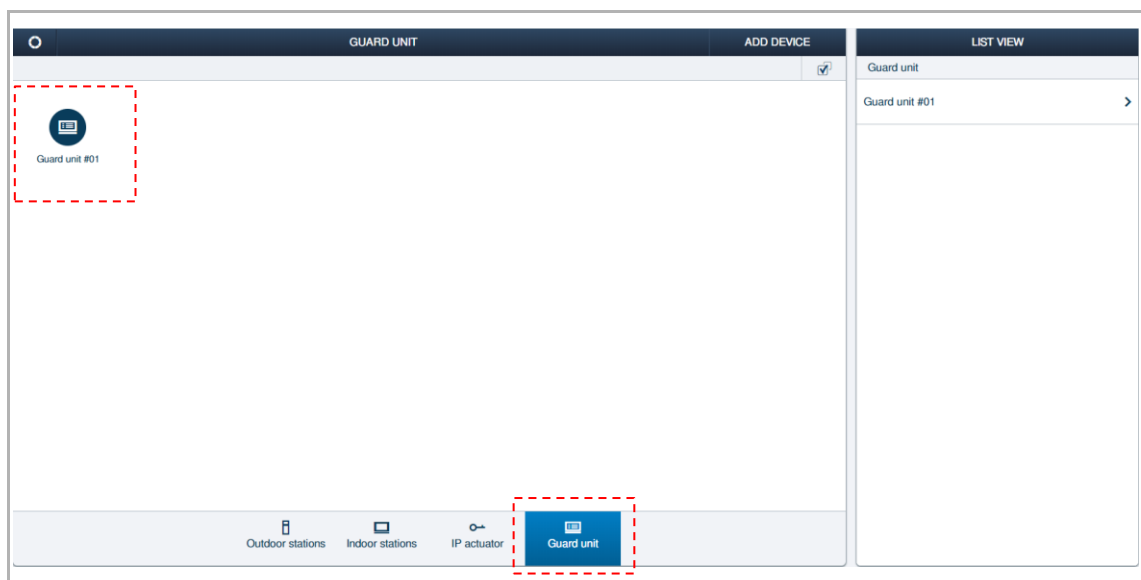 GUARD UNIT
ADD DEVICE
LIST VIEW
Guard unit
Guard unit #01
Guard unit #01
Outdoor stations
Indoor stations
IP actuator
Guard unit